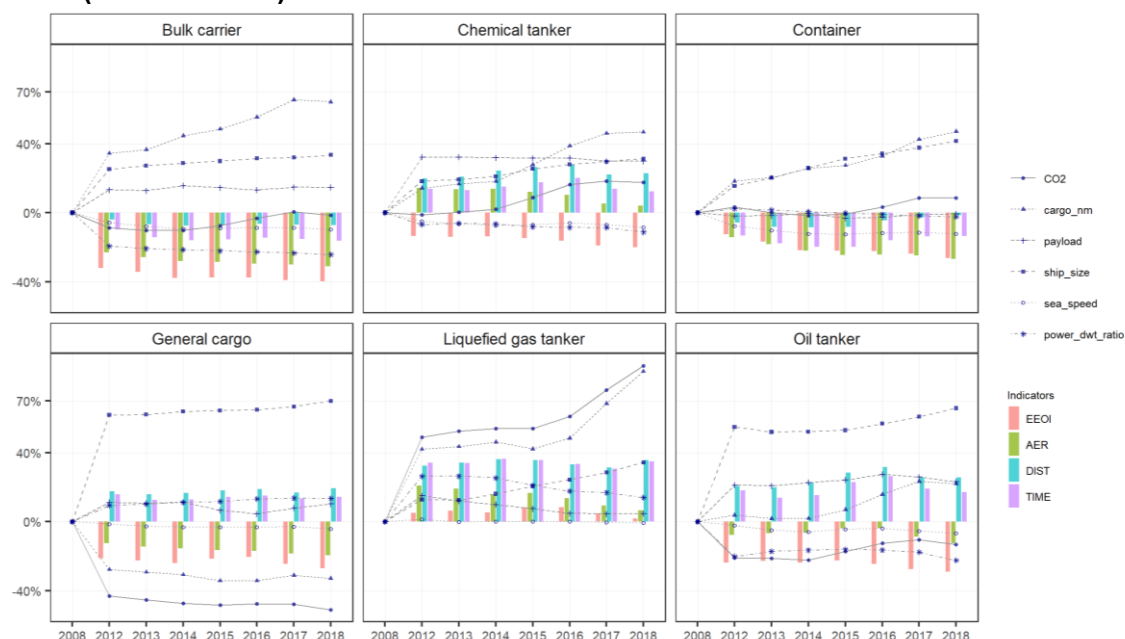 Bulk carrier
Chemical tanker
Container
70%
40%
0%
-40%
General cargo
Liquefied gas tanker
Oil tanker
70%
40%
0%
-40%
2008 2012 2013 2014 2015 2016 2017 2018
2008 2012 2013 2014 2015 2016 2017 2018
2008 2012 2013 2014 2015 2016 2017 2018
CO2
cargo_nm
payload
ship_size
sea_speed
power_dwt_ratio
Indicators
EEOI
AER
DIST
TIME